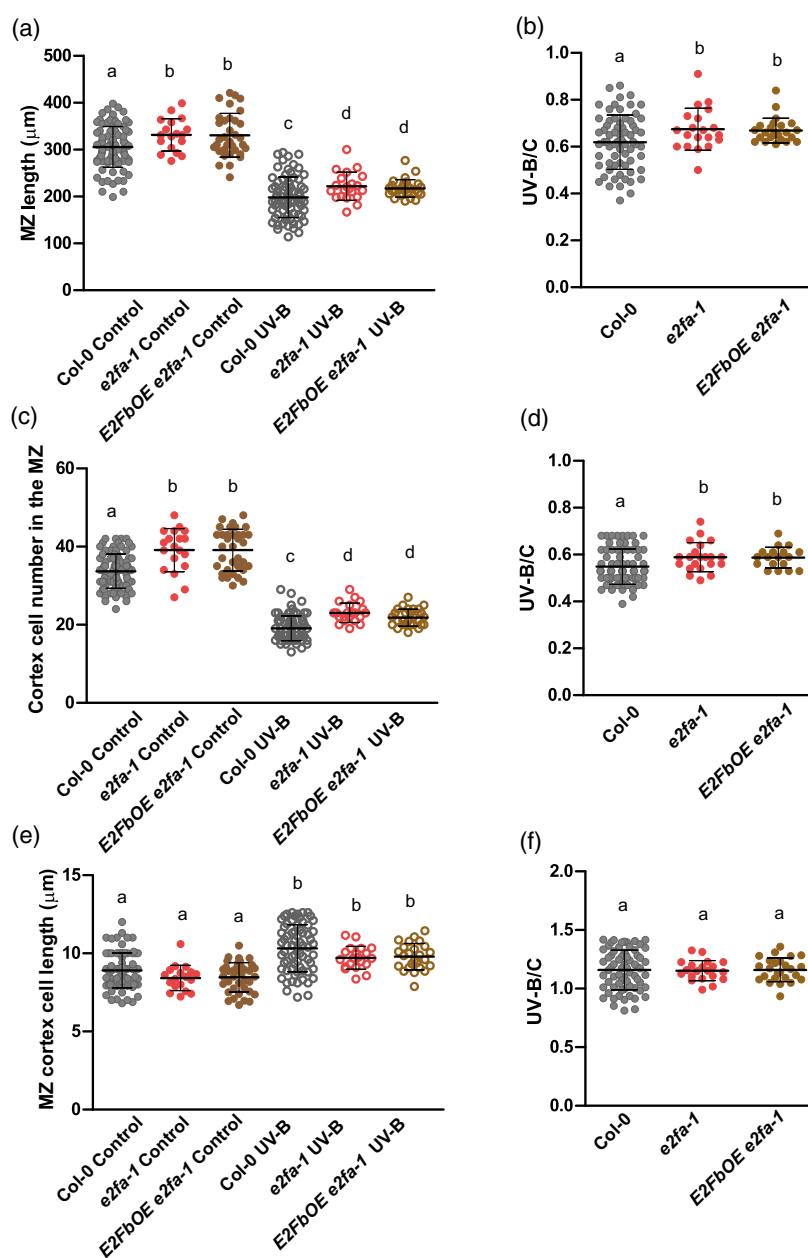 (a)
MZ length (μm)
500
400
300
200
100
0
a
b
b
c
d
d
Col-0 Control
e2fa-1 Control
E2FbOE e2fa-1 Control
Col-0 UV-B
e2fa-1 UV-B
E2FbOE e2fa-1 UV-B
(b)
UV-B/C
1.0
0.8
0.6
0.4
0.2
0.0
a
b
b
Col-0
e2fa-1
E2FbOE e2fa-1
(c)
Cortex cell number in the MZ
60
40
20
0
a
b
b
c
d
d
Col-0 Control
e2fa-1 Control
E2FbOE e2fa-1 Control
Col-0 UV-B
e2fa-1 UV-B
E2FbOE e2fa-1 UV-B
(d)
UV-B/C
1.0
0.8
0.6
0.4
0.2
0.0
a
b
b
Col-0
e2fa-1
E2FbOE e2fa-1
(e)
MZ cortex cell length (μm)
15
10
5
0
a
a
a
b
b
b
Col-0 Control
e2fa-1 Control
E2FbOE e2fa-1 Control
Col-0 UV-B
e2fa-1 UV-B
E2FbOE e2fa-1 UV-B
(f)
UV-B/C
2.0
1.5
1.0
0.5
0.0
a
a
a
Col-0
e2fa-1
E2FbOE e2fa-1